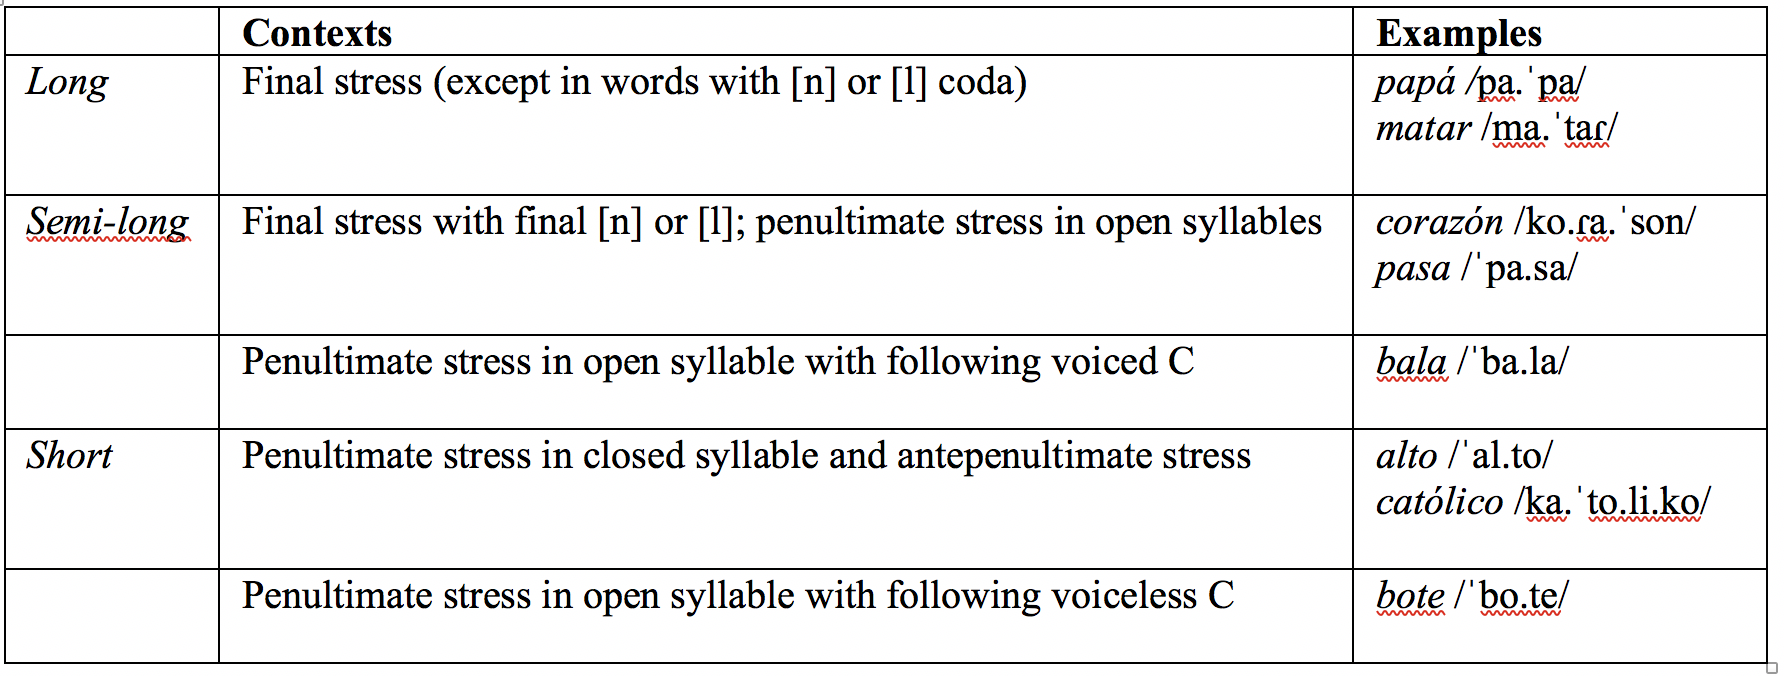 Contexts Examples
Long Final stress (except in words with [n] or [l] coda) papá /pa.ˈpa/
matar /ma.ˈtaɾ/
Semi-long Final stress with final [n] or [l]; penultimate stress in open syllables corazón /ko.ɾa.ˈson/
pasa /ˈpa.sa/
Penultimate stress in open syllable with following voiced C bala /ˈba.la/
Short Penultimate stress in closed syllable and antepenultimate stress alto /ˈal.to/
católico /ka.ˈto.li.ko/
Penultimate stress in open syllable with following voiceless C bote /ˈbo.te/